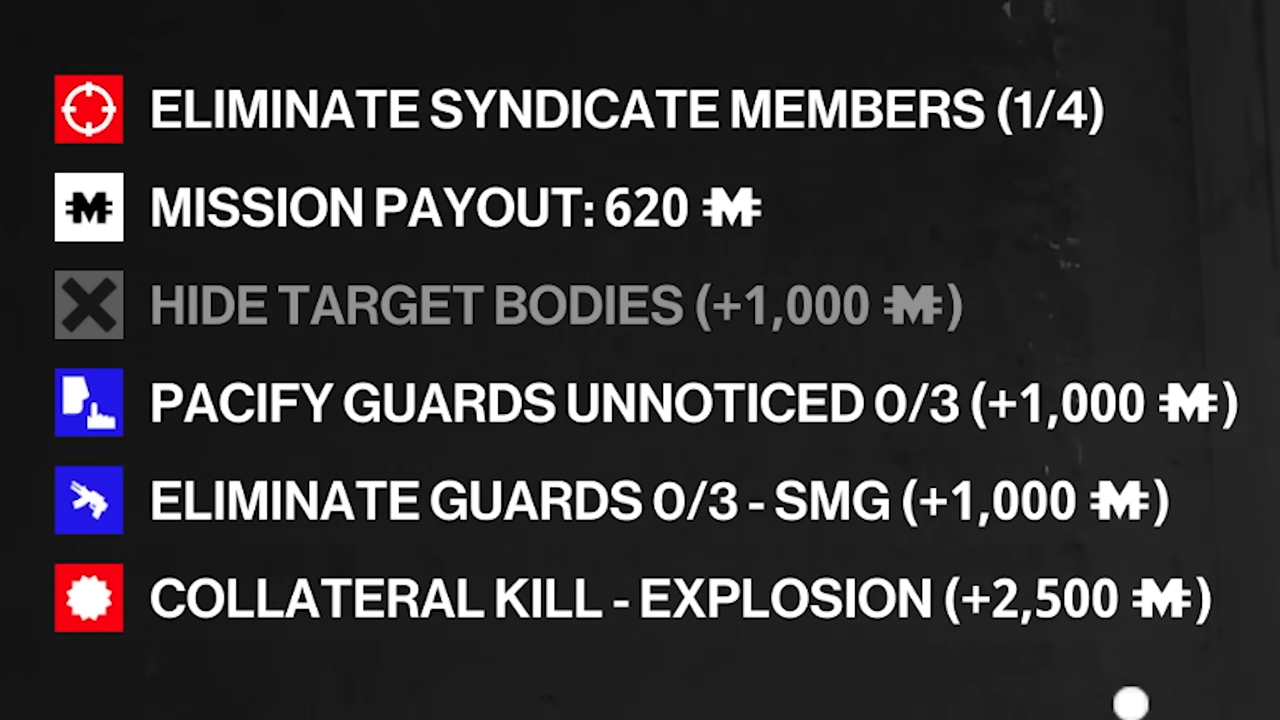 ELIMINATE SYNDICATE MEMBERS (1/4)
MISSION PAYOUT: 620 M
HIDE TARGET BODIES (+1,000 M)
PACIFY GUARDS UNNOTICED 0/3 (+1,000 M)
ELIMINATE GUARDS 0/3 - SMG (+1,000 M)
COLLATERAL KILL - EXPLOSION (+2,500 M)